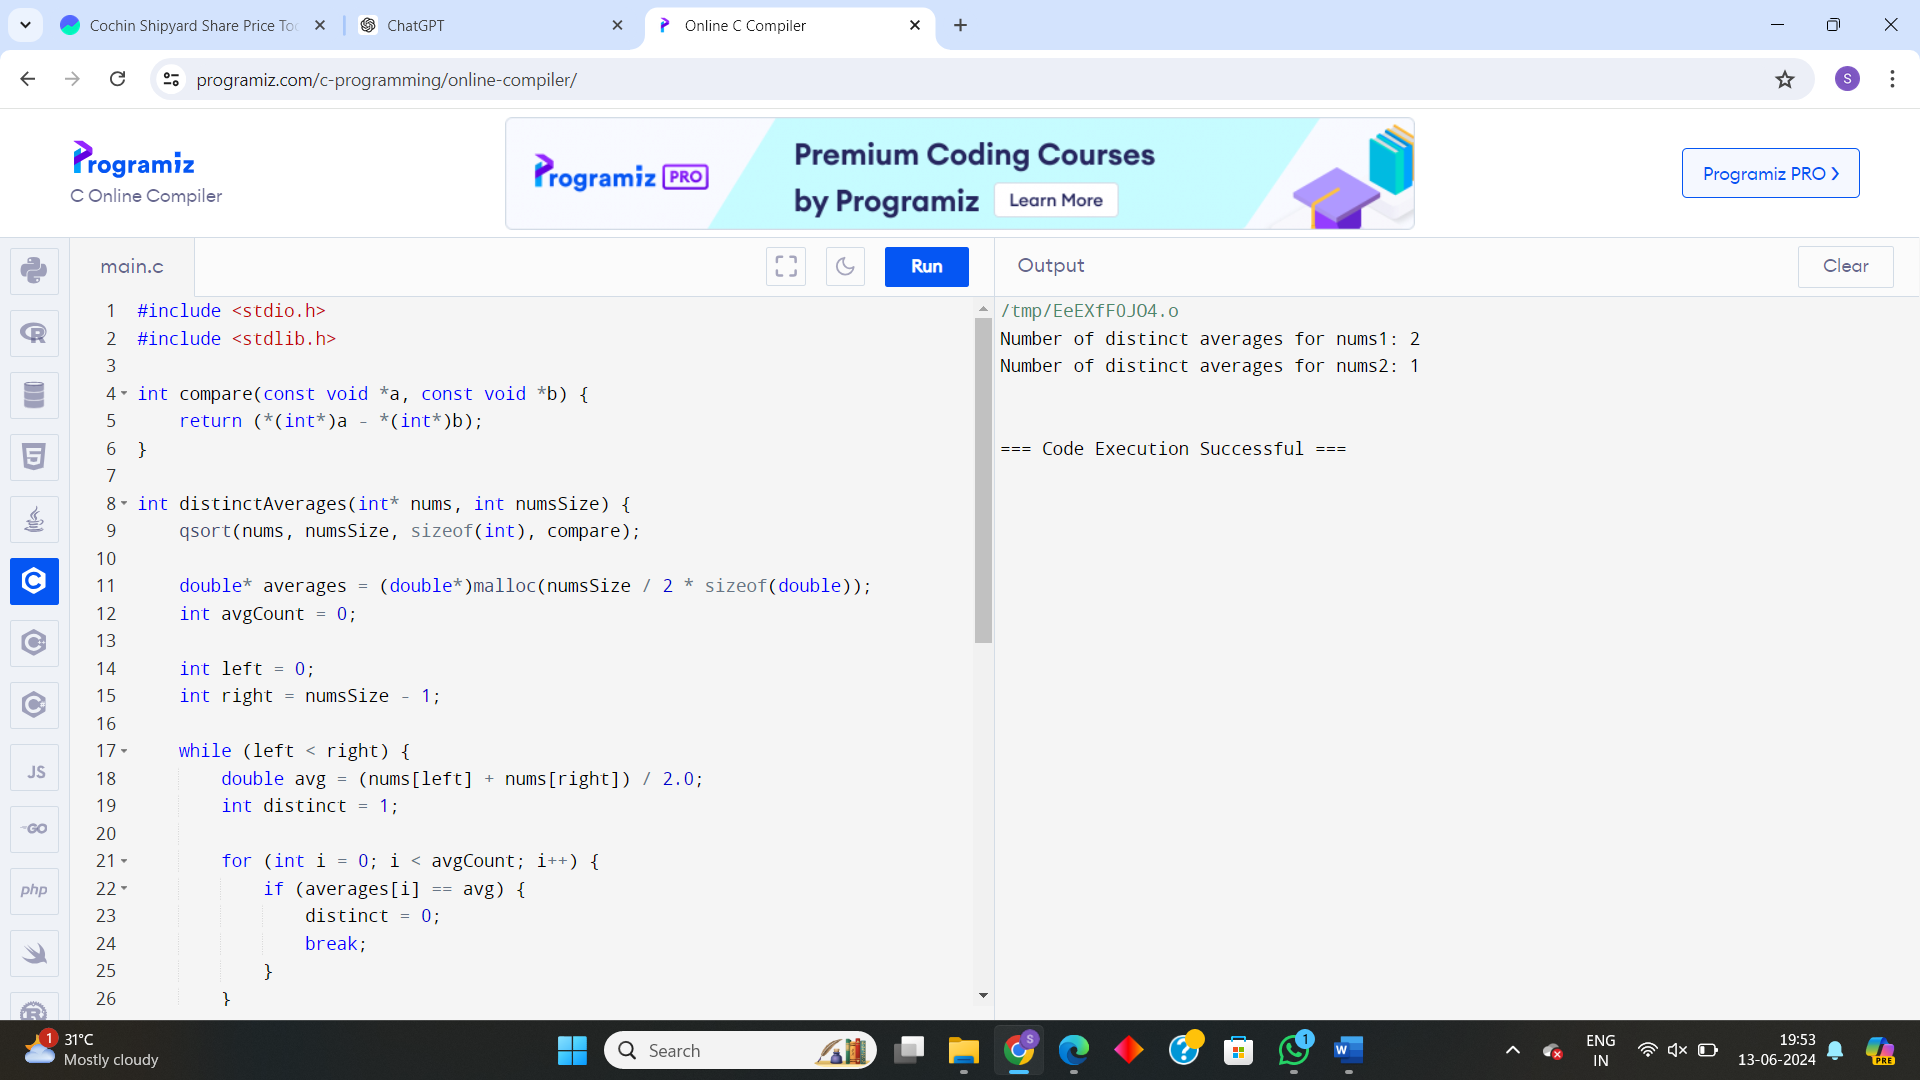 Cochin Shipyard Share Price Toc
ChatGPT
Online C Compiler
programiz.com/c-programming/online-compiler/
S
Programiz
C Online Compiler
Programiz PRO
Premium Coding Courses
by Programiz Learn More
Programiz PRO
main.c
Run
Output
Clear
1 #include <stdio.h>
2 #include <stdlib.h>
3
4 int compare(const void *a, const void *b) {
5     return (*(int*)a - *(int*)b);
6 }
7
8 int distinctAverages(int* nums, int numsSize) {
9     qsort(nums, numsSize, sizeof(int), compare);
10
11     double* averages = (double*)malloc(numsSize / 2 * sizeof(double));
12     int avgCount = 0;
13
14     int left = 0;
15     int right = numsSize - 1;
16
17     while (left < right) {
18         double avg = (nums[left] + nums[right]) / 2.0;
19         int distinct = 1;
20
21         for (int i = 0; i < avgCount; i++) {
22             if (averages[i] == avg) {
23                 distinct = 0;
24                 break;
25             }
26         }
/tmp/EeEXfF0JO4.o
Number of distinct averages for nums1: 2
Number of distinct averages for nums2: 1
=== Code Execution Successful ===
JS
GO
php
1
31°C
Mostly cloudy
Search
S
1
W
ENG
IN
19:53
13-06-2024
PRE